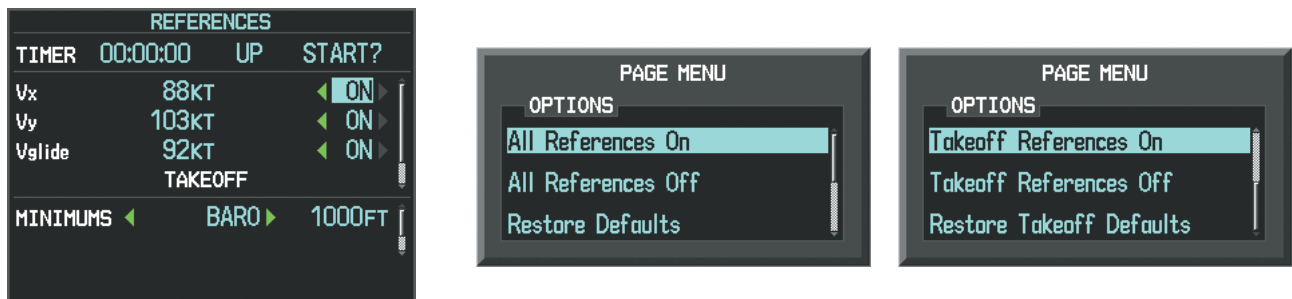 REFERENCES
TIMER 00:00:00 UP START?
Vx 88KT ON
Vy 103KT ON
Vglide 92KT ON
TAKEOFF
MINIMUMS BARO 1000FT
PAGE MENU
OPTIONS
All References On
All References Off
Restore Defaults
PAGE MENU
OPTIONS
Takeoff References On
Takeoff References Off
Restore Takeoff Defaults